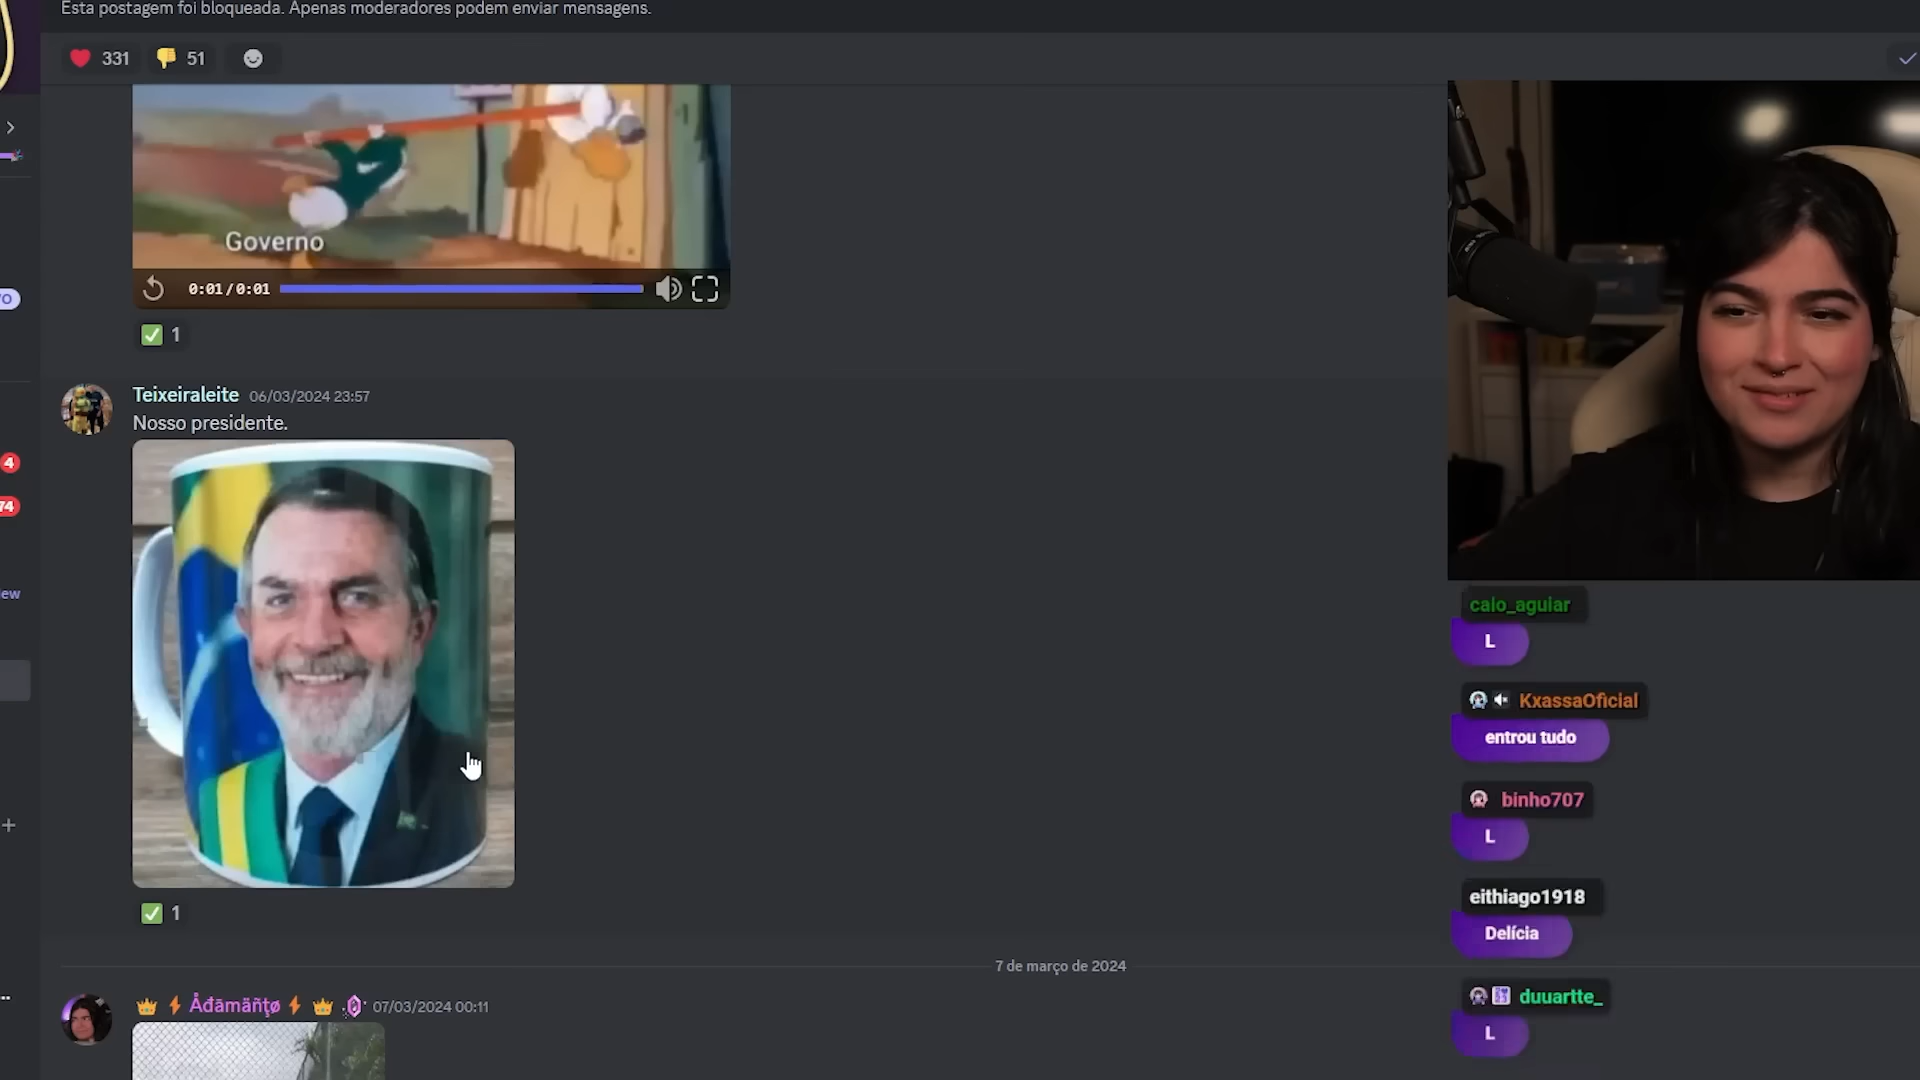 Esta postagem foi bloqueada. Apenas moderadores podem enviar mensagens.
331
51
Governo
0:01/0:01
1
Teixeiraleite 06/03/2024 23:57
Nosso presidente.
1
7 de março de 2024
Åđāmäñţø 07/03/2024 00:11
4
74
ew
caio_aguiar
L
KxassaOficial
entrou tudo
binho707
L
eithiago1918
Delícia
duuartte_
L